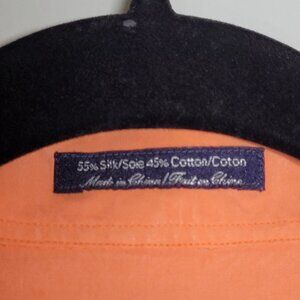 55% Silk/Soie 45% Cotton/Coton
Made in China / Fait en Chine